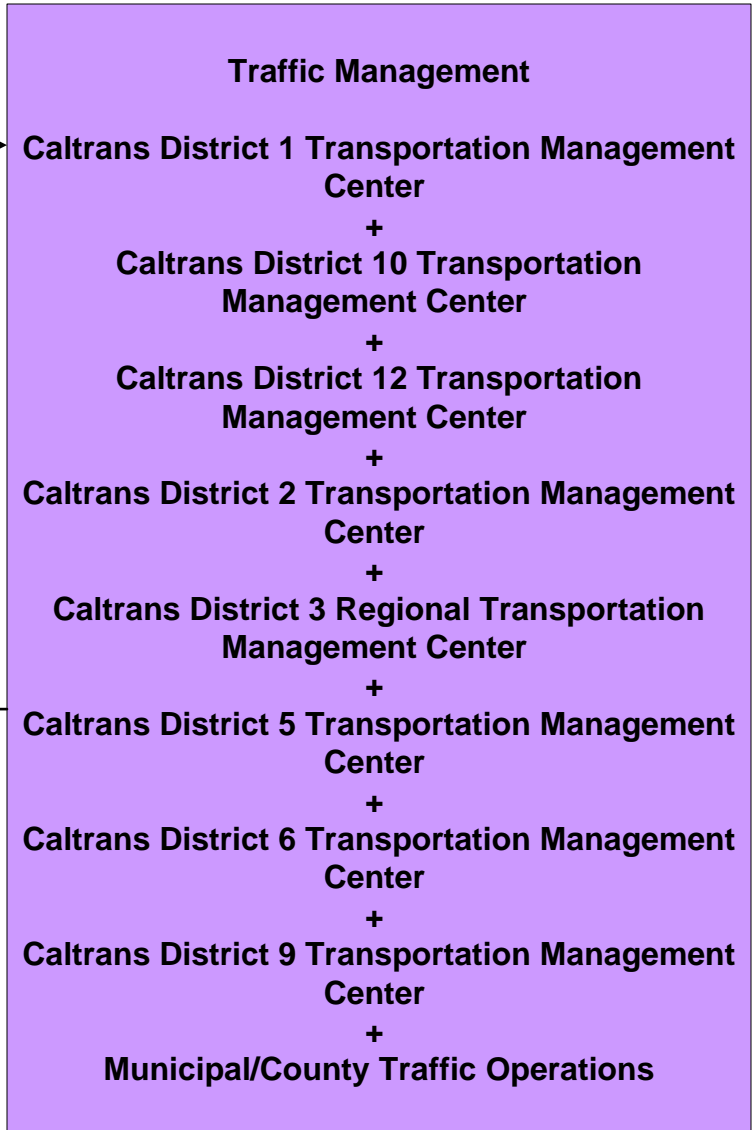 Traffic Management
Caltrans District 1 Transportation Management
Center
+
Caltrans District 10 Transportation
Management Center
+
Caltrans District 12 Transportation
Management Center
+
Caltrans District 2 Transportation Management
Center
+
Caltrans District 3 Regional Transportation
Management Center
+
Caltrans District 5 Transportation Management
Center
+
Caltrans District 6 Transportation Management
Center
+
Caltrans District 9 Transportation Management
Center
+
Municipal/County Traffic Operations